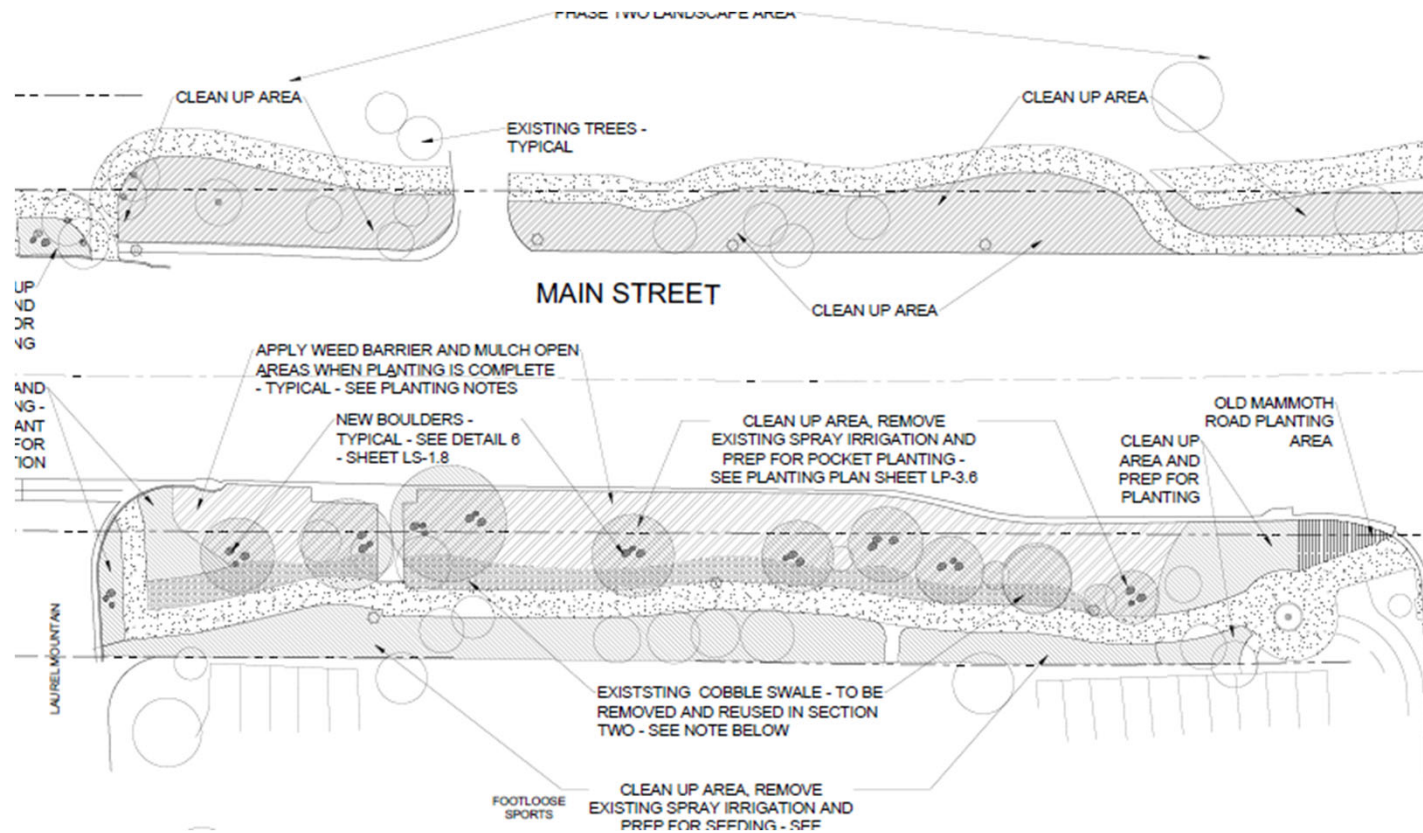 PHASE TWO LANDSCAPE AREA
CLEAN UP AREA
CLEAN UP AREA
EXISTING TREES -
TYPICAL
MAIN STREET
CLEAN UP AREA
UP
ND
OR
NG
APPLY WEED BARRIER AND MULCH OPEN
AREAS WHEN PLANTING IS COMPLETE
- TYPICAL - SEE PLANTING NOTES
AND
NG -
ANT
FOR
TION
NEW BOULDERS -
TYPICAL - SEE DETAIL 6
- SHEET LS-1.8
CLEAN UP AREA, REMOVE
EXISTING SPRAY IRRIGATION AND
PREP FOR POCKET PLANTING -
SEE PLANTING PLAN SHEET LP-3.6
CLEAN UP
AREA AND
PREP FOR
PLANTING
OLD MAMMOTH
ROAD PLANTING
AREA
LAUREL MOUNTAIN
EXISTSTING COBBLE SWALE - TO BE
REMOVED AND REUSED IN SECTION
TWO - SEE NOTE BELOW
FOOTLOOSE
SPORTS
CLEAN UP AREA, REMOVE
EXISTING SPRAY IRRIGATION AND
PREP FOR SEEDING - SEE